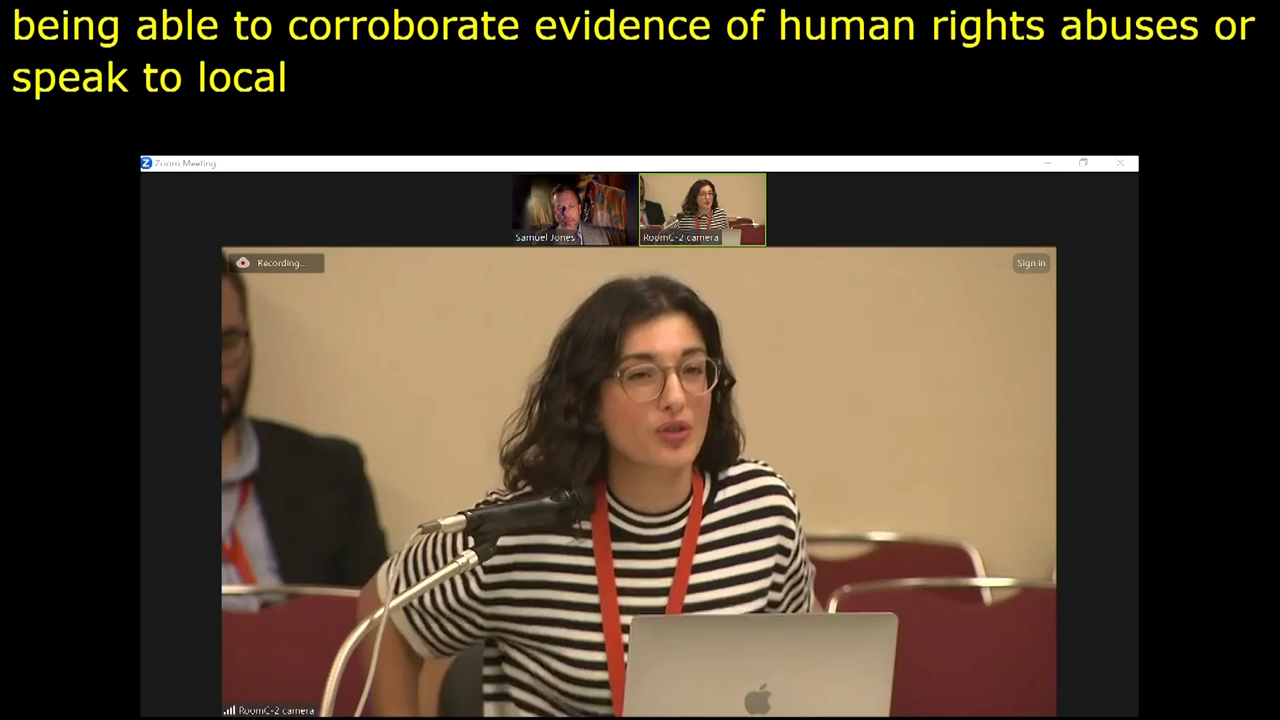 being able to corroborate evidence of human rights abuses or
speak to local
Zoom Meeting
Samuel Jones
RoomC-2 camera
Recording...
Sign in
RoomC-2 camera